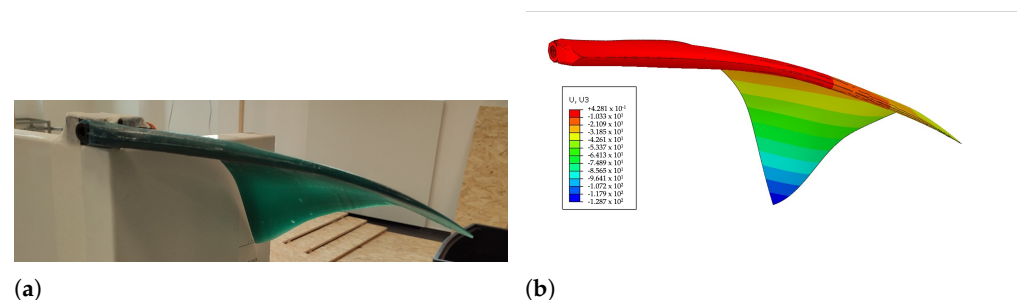 U, U3
+4.281 x 10⁻¹
-1.033 x 10¹
-2.109 x 10¹
-3.185 x 10¹
-4.261 x 10¹
-5.337 x 10¹
-6.413 x 10¹
-7.489 x 10¹
-8.565 x 10¹
-9.641 x 10¹
-1.072 x 10²
-1.179 x 10²
-1.287 x 10²
(a)
(b)